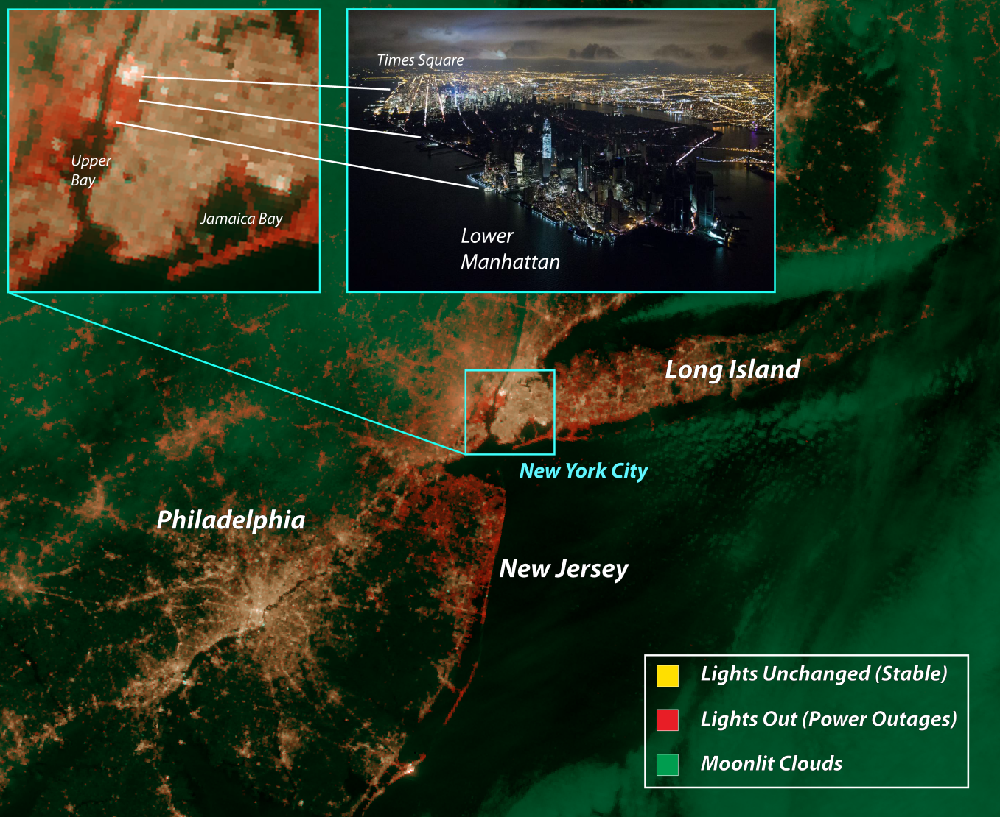 Times Square
Upper
Bay
Jamaica Bay
Lower
Manhattan
Long Island
New York City
Philadelphia
New Jersey
Lights Unchanged (Stable)
Lights Out (Power Outages)
Moonlit Clouds